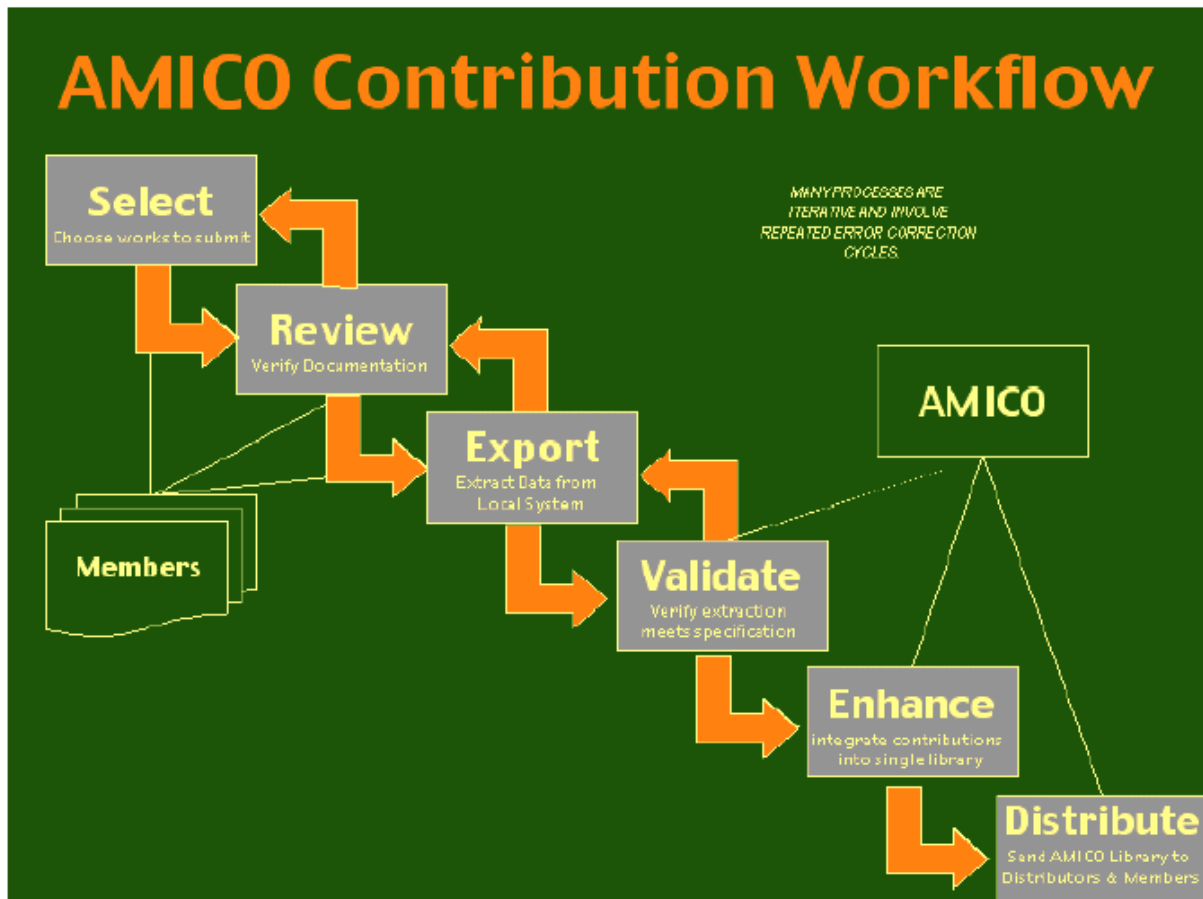 AMICO Contribution Workflow
Select
Choose works to submit
MANY PROCESSES ARE
ITERATIVE AND INVOLVE
REPEATED ERROR CORRECTION
CYCLES.
Review
Verify Documentation
AMICO
Export
Extract Data from
Local System
Members
Validate
Verify extraction
meets specification
Enhance
integrate contributions
into single library
Distribute
Send AMICO Library to
Distributors & Members